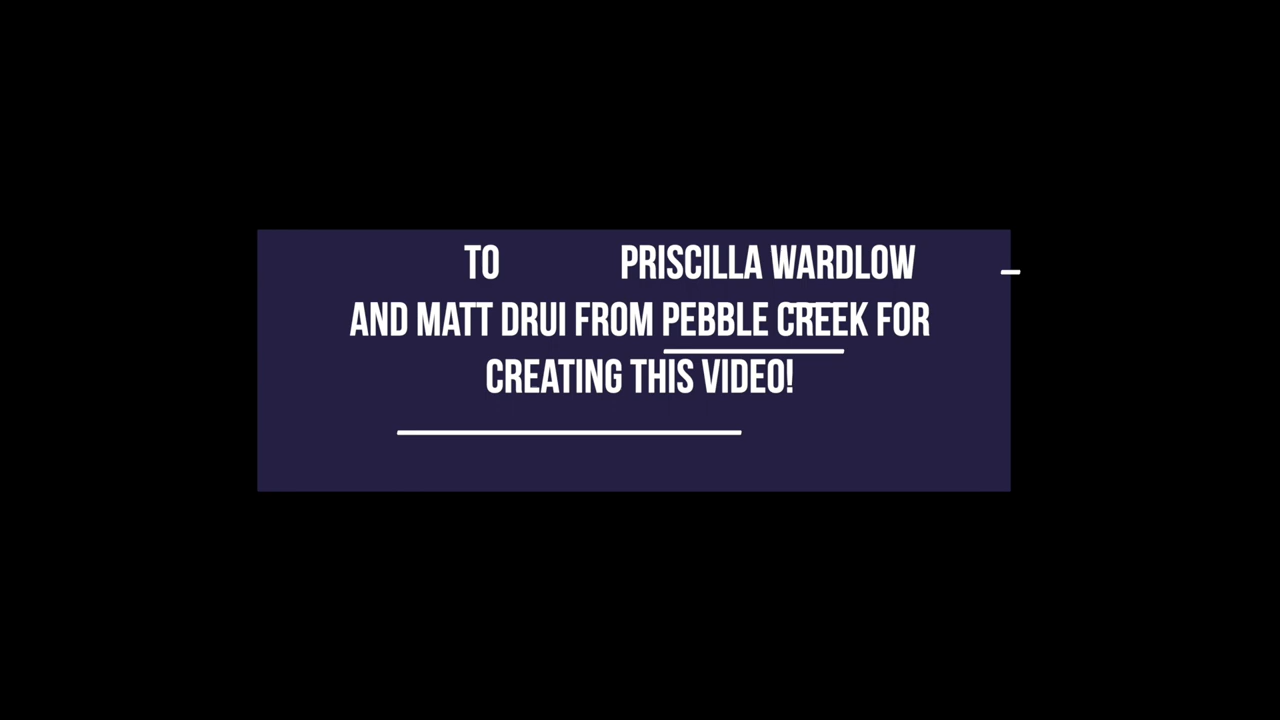 TO PRISCILLA WARDLOW
AND MATT DRUI FROM PEBBLE CREEK FOR
CREATING THIS VIDEO!